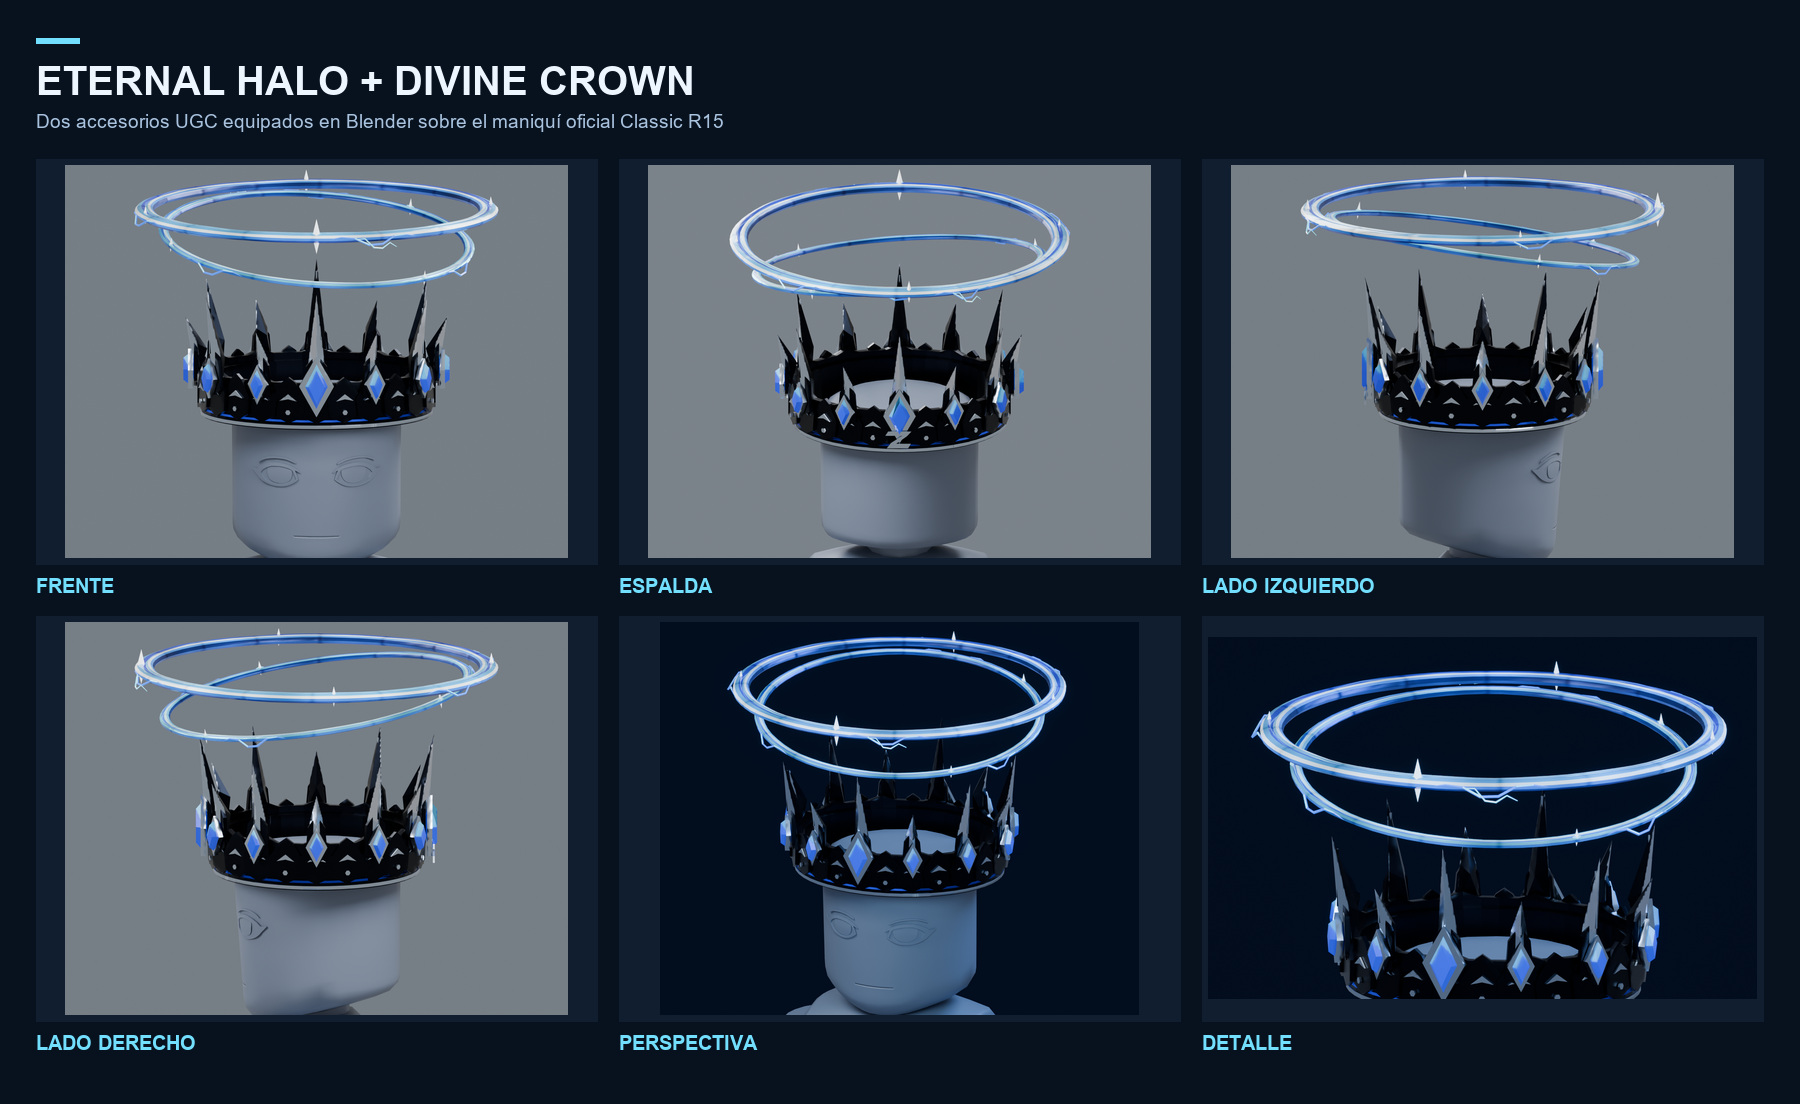 ETERNAL HALO + DIVINE CROWN
Dos accesorios UGC equipados en Blender sobre el maniquí oficial Classic R15
FRENTE
ESPALDA
LADO IZQUIERDO
Z
LADO DERECHO
PERSPECTIVA
DETALLE